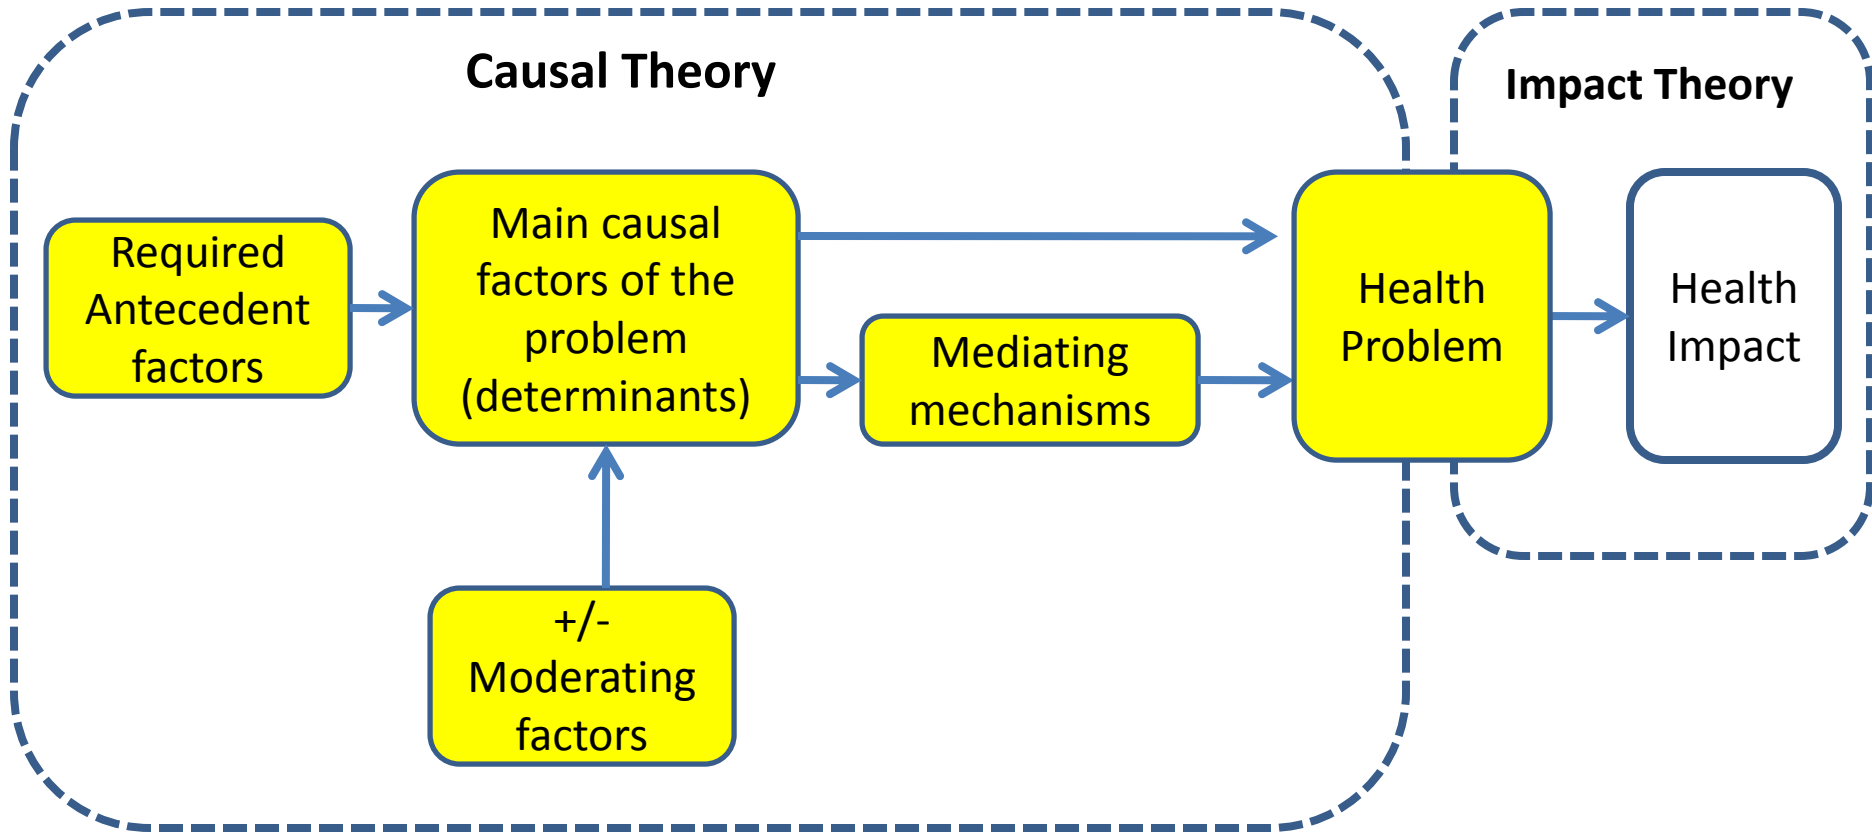 Causal Theory
Impact Theory
Required
Antecedent
factors
Main causal
factors of the
problem
(determinants)
Mediating
mechanisms
Health
Problem
Health
Impact
+/-
Moderating
factors